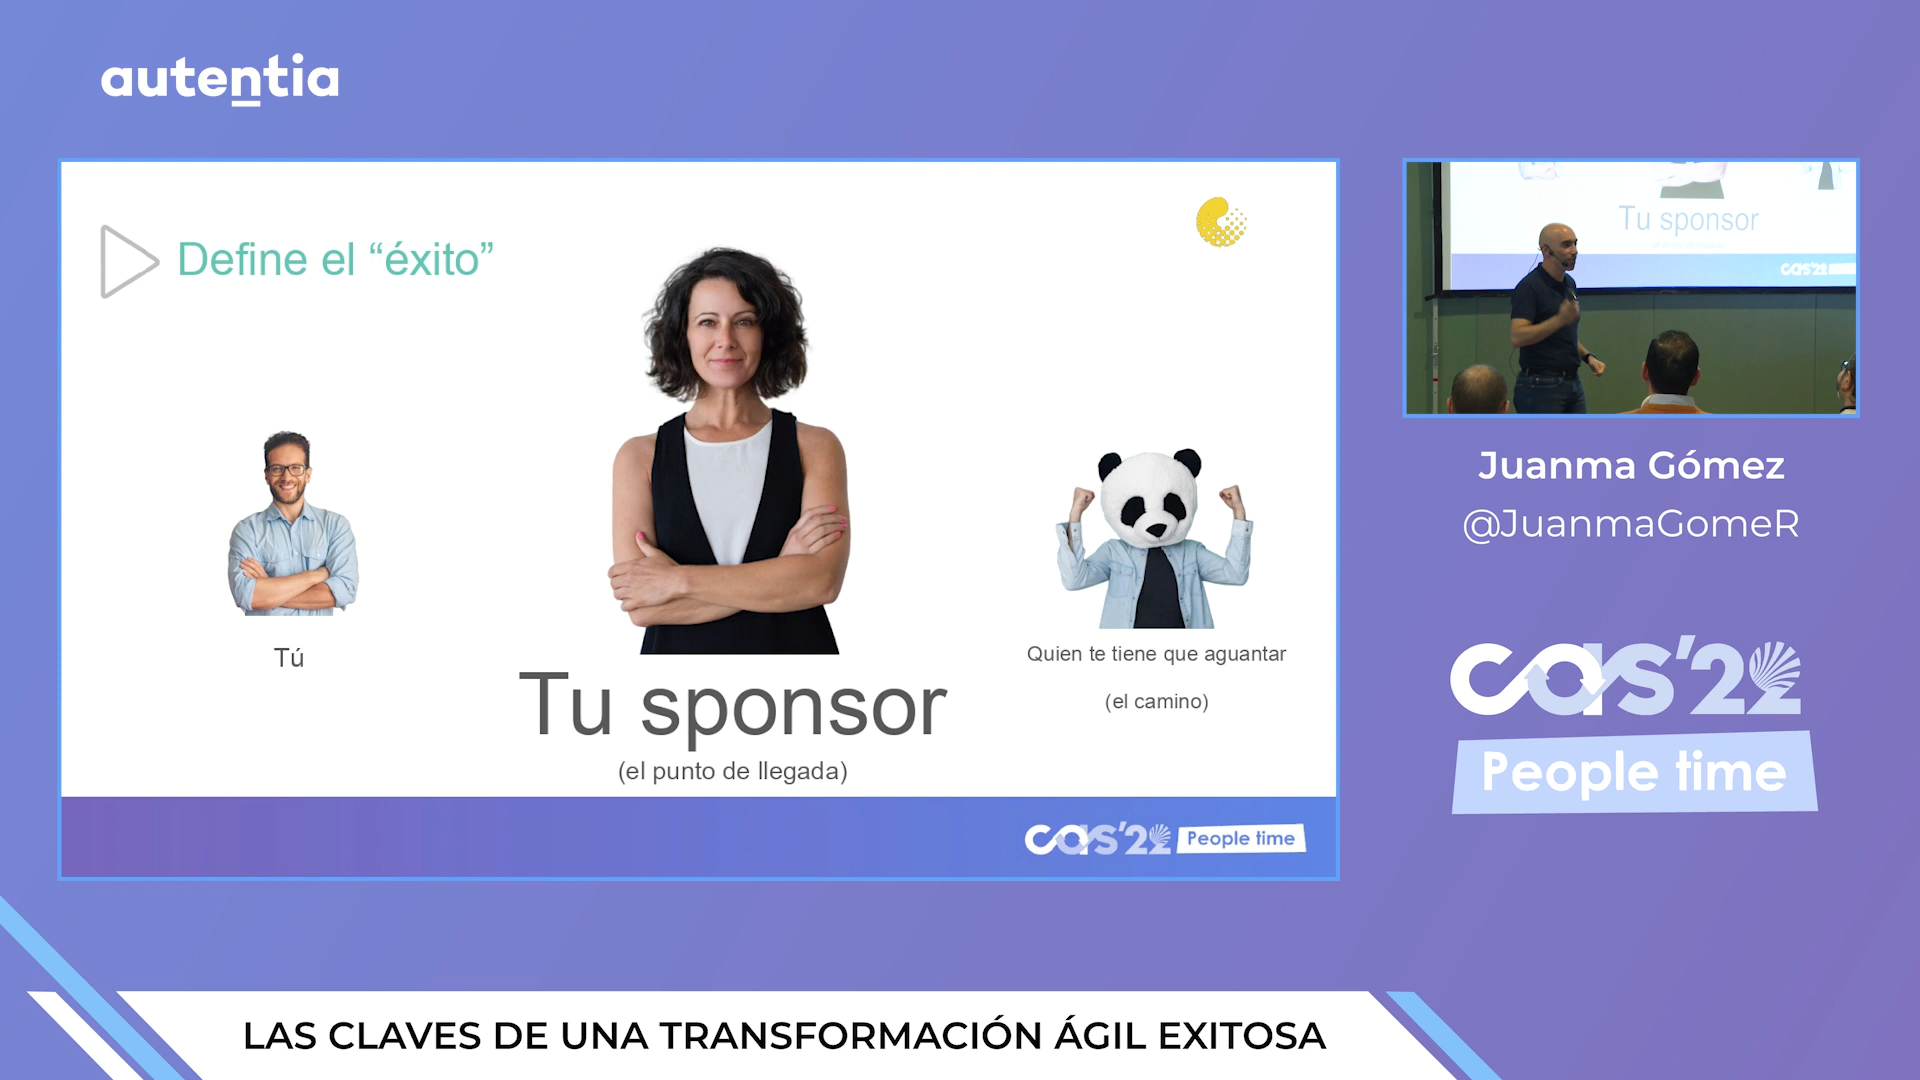 autentia
Define el “éxito”
Tú
Tu sponsor
(el punto de llegada)
Quien te tiene que aguantar
(el camino)
cas'22 People time
Tu sponsor
cas'22
Juanma Gómez
@JuanmaGomeR
cas'22
People time
LAS CLAVES DE UNA TRANSFORMACIÓN ÁGIL EXITOSA